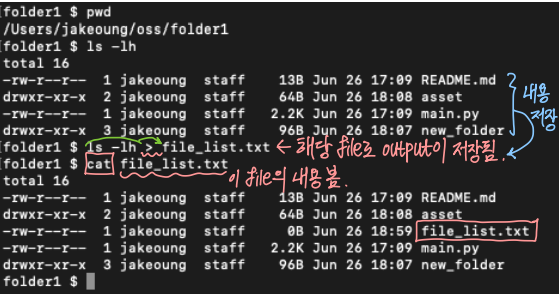 folder1 $ pwd
/Users/jakeoung/oss/folder1
folder1 $ ls -lh
total 16
-rw-r--r--  1 jakeoung  staff    13B Jun 26 17:09 README.md
drwxr-xr-x  2 jakeoung  staff    64B Jun 26 18:08 asset
-rw-r--r--  1 jakeoung  staff   2.2K Jun 26 17:09 main.py
drwxr-xr-x  3 jakeoung  staff    96B Jun 26 18:07 new_folder
내용
저장
folder1 $ ls -lh > file_list.txt ← 해당 file로 output이 저장됨.
folder1 $ cat file_list.txt
이 file의 내용 봄.
total 16
-rw-r--r--  1 jakeoung  staff    13B Jun 26 17:09 README.md
drwxr-xr-x  2 jakeoung  staff    64B Jun 26 18:08 asset
-rw-r--r--  1 jakeoung  staff     0B Jun 26 18:59 file_list.txt
-rw-r--r--  1 jakeoung  staff   2.2K Jun 26 17:09 main.py
drwxr-xr-x  3 jakeoung  staff    96B Jun 26 18:07 new_folder
folder1 $